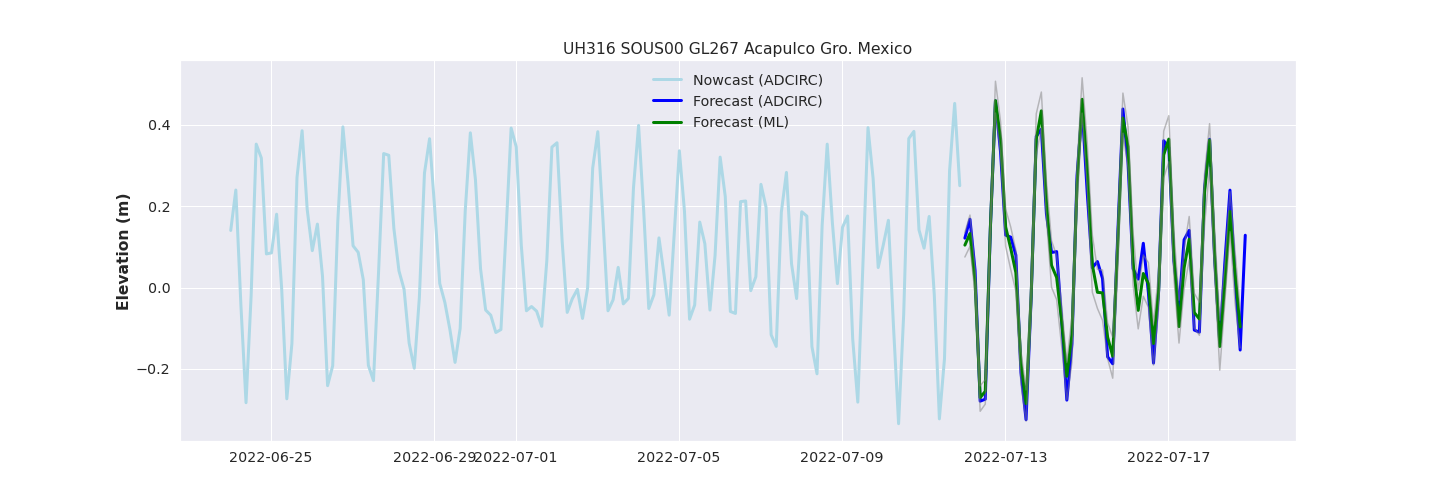 UH316 SOUS00 GL267 Acapulco Gro. Mexico
Nowcast (ADCIRC)
Forecast (ADCIRC)
Forecast (ML)
Elevation (m)
0.4
0.2
0.0
−0.2
2022-06-25 2022-06-29 2022-07-01 2022-07-05 2022-07-09 2022-07-13 2022-07-17